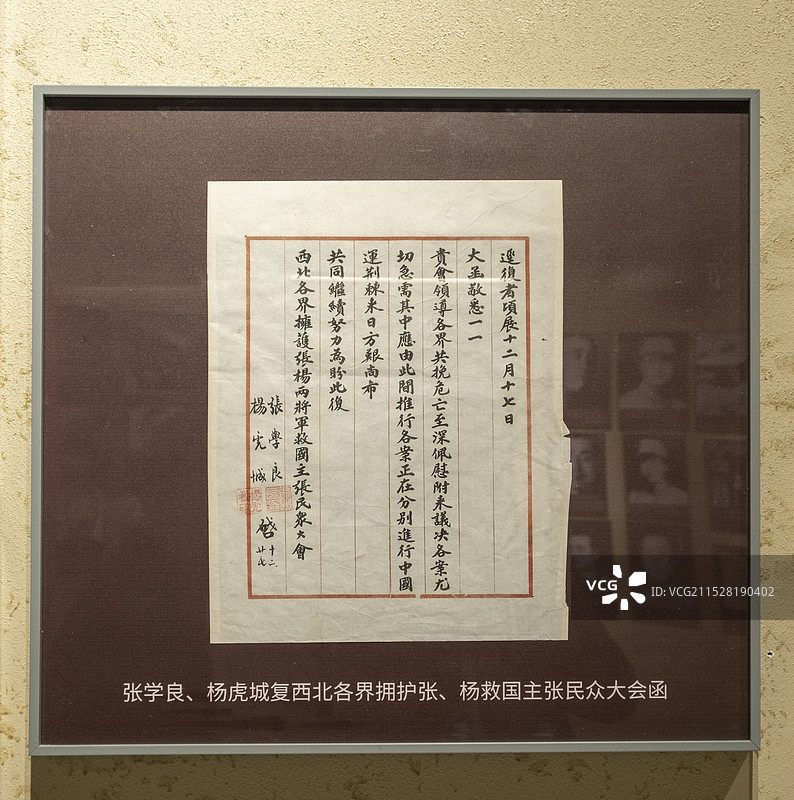 逕復者頃展十二月十七日
大函敬悉一一
貴會領導各界共挽危亡至深佩慰附来議决各案尤
切急需其中應由此間推行各案正在分别進行中國
運荆棘来日方艱尚希
共同繼續努力為盼此復
西北各界擁護張楊兩將軍救國主張民衆大會
張學良
楊虎城
啓
十二
廿七
张学良、杨虎城复西北各界拥护张、杨救国主张民众大会函
VCG
ID:VCG211528190402